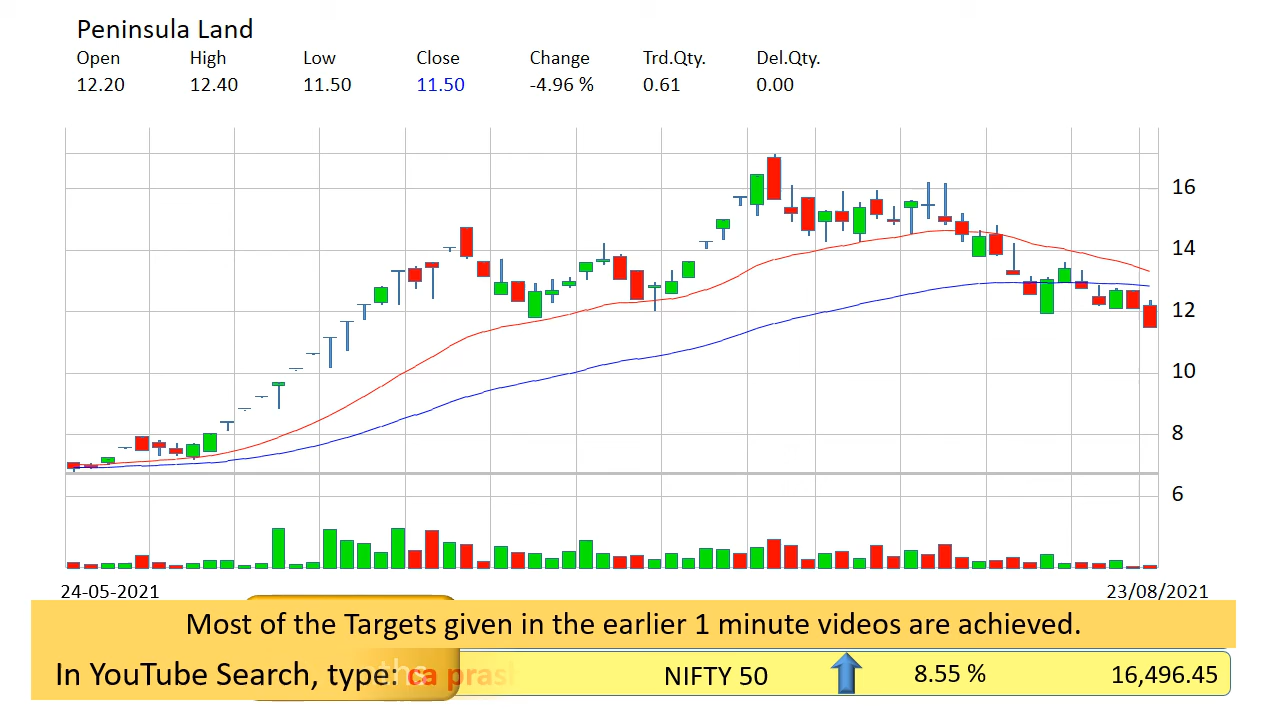 Peninsula Land
Open High Low Close Change Trd.Qty. Del.Qty.
12.20 12.40 11.50 11.50 -4.96 % 0.61 0.00
16
14
12
10
8
6
24-05-2021 23/08/2021
Most of the Targets given in the earlier 1 minute videos are achieved.
In YouTube Search, type: ca pras
NIFTY 50 8.55 % 16,496.45